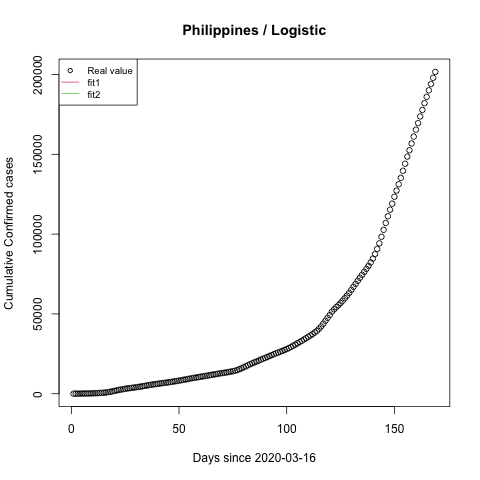 Philippines / Logistic
Real value
fit1
fit2
Cumulative Confirmed cases
200000
150000
100000
50000
0
0 50 100 150
Days since 2020-03-16